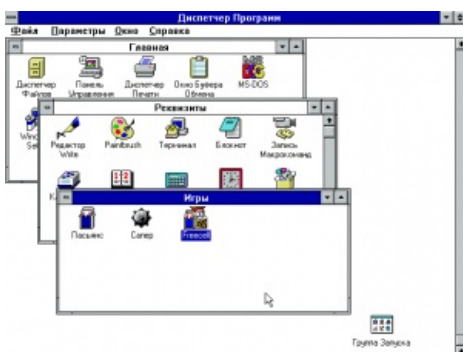 Диспетчер Программ
Файл Параметры Окно Справка
Главная
Диспетчер Файлов
Панель Управления
Диспетчер Печати
Окно Буфера Обмена
MS-DOS
Реквизиты
Редактор Write
Paintbrush
Терминал
Блокнот
Запись Макрокоманд
Игры
Пасьянс
Сапер
Freecell
Группа Запуска